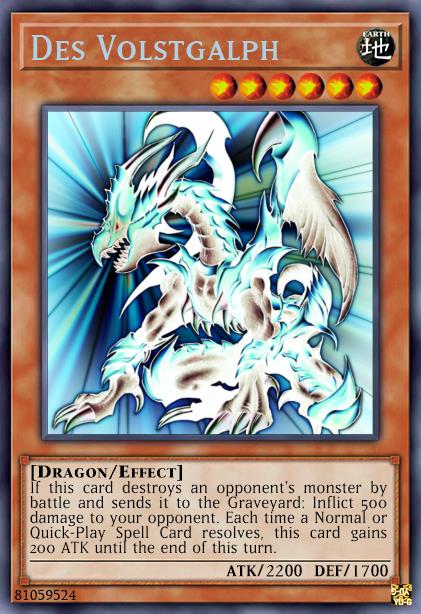 Des Volstgalph
EARTH
地
[Dragon/Effect]
If this card destroys an opponent's monster by
battle and sends it to the Graveyard: Inflict 500
damage to your opponent. Each time a Normal or
Quick-Play Spell Card resolves, this card gains
200 ATK until the end of this turn.
ATK/2200 DEF/1700
81059524